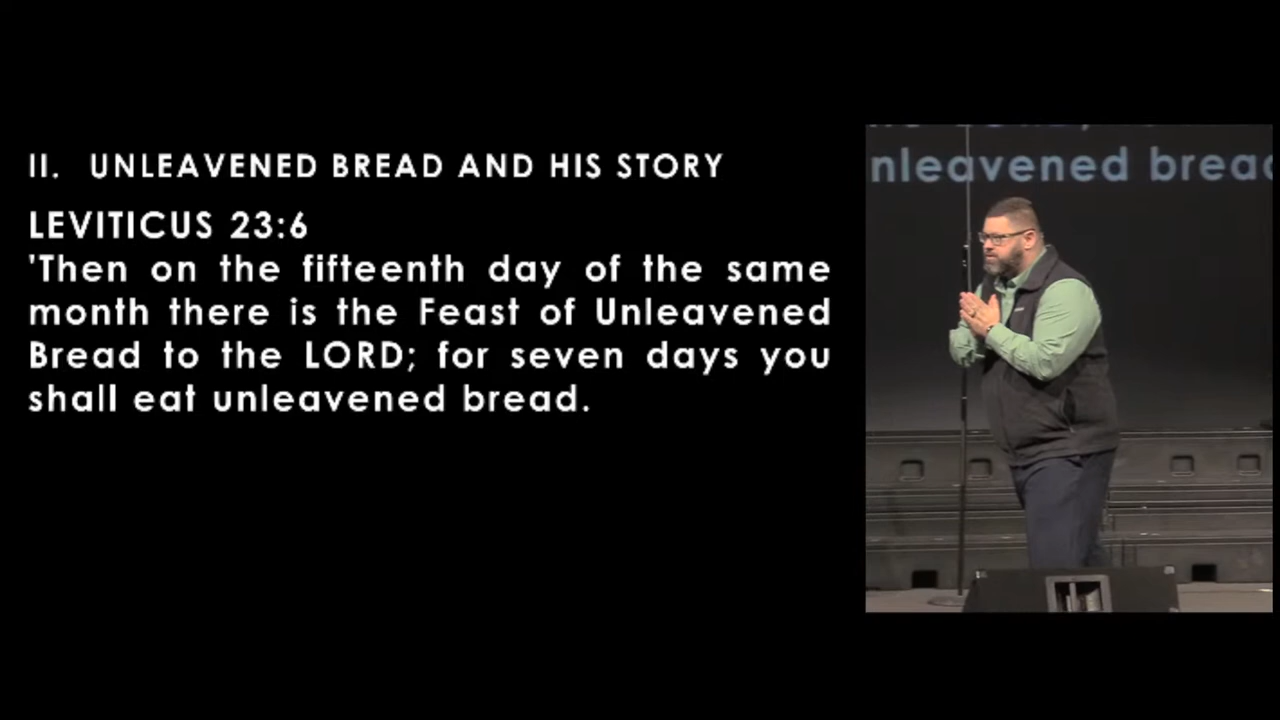 II. UNLEAVENED BREAD AND HIS STORY
LEVITICUS 23:6
'Then on the fifteenth day of the same
month there is the Feast of Unleavened
Bread to the LORD; for seven days you
shall eat unleavened bread.
nleavened bread